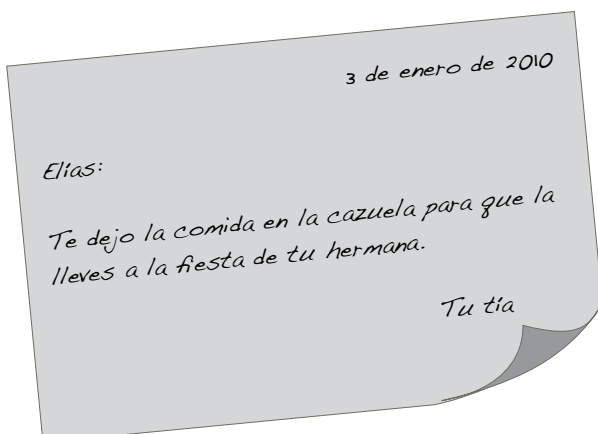 3 de enero de 2010
Elías:
Te dejo la comida en la cazuela para que la
lleves a la fiesta de tu hermana.
Tu tía